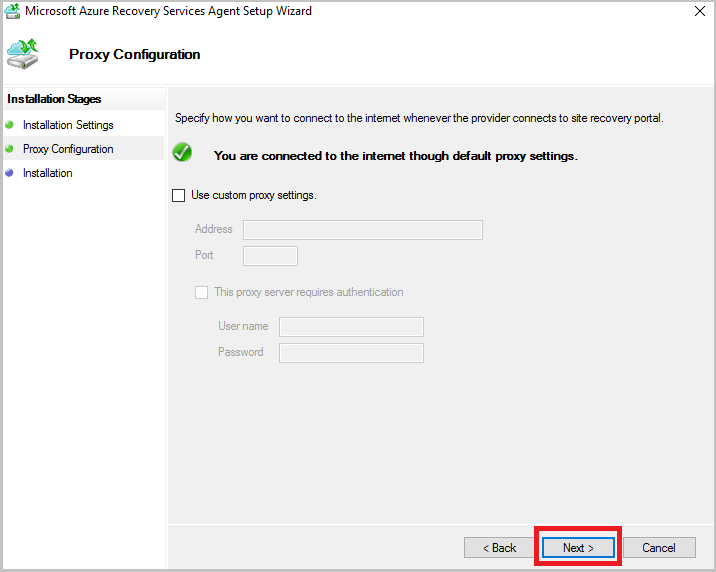 Microsoft Azure Recovery Services Agent Setup Wizard
Proxy Configuration
Installation Stages
Installation Settings
Proxy Configuration
Installation
Specify how you want to connect to the internet whenever the provider connects to site recovery portal.
You are connected to the internet though default proxy settings.
Use custom proxy settings.
Address
Port
This proxy server requires authentication
User name
Password
< Back
Next >
Cancel